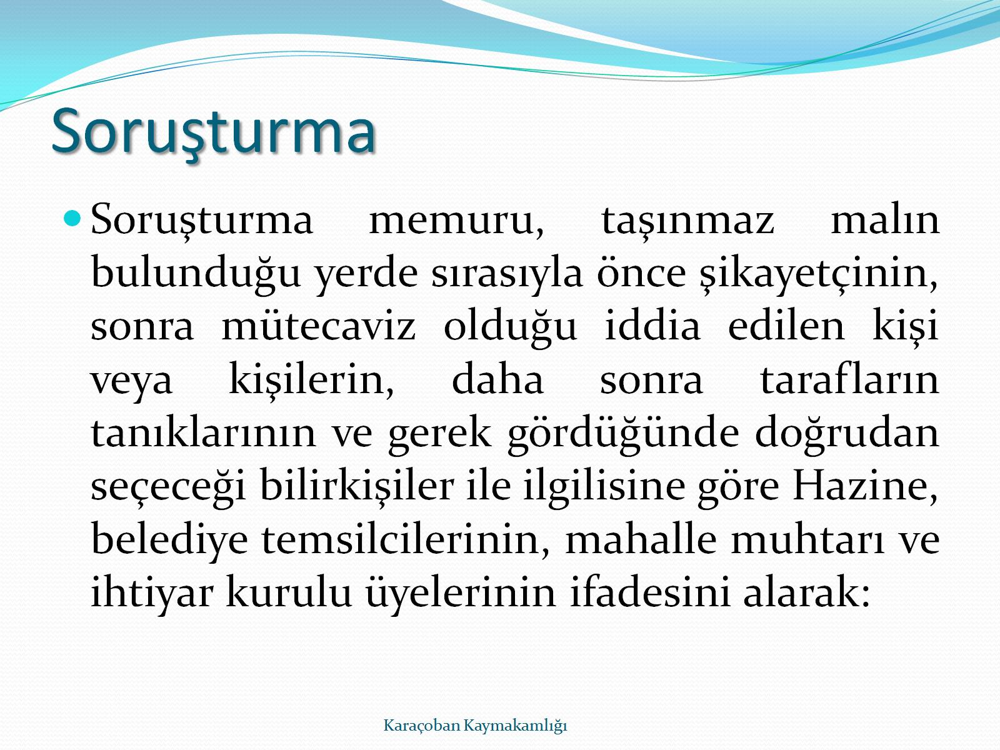 Soruşturma
Soruşturma memuru, taşınmaz malın
bulunduğu yerde sırasıyla önce şikayetçinin,
sonra mütecaviz olduğu iddia edilen kişi
veya kişilerin, daha sonra tarafların
tanıklarının ve gerek gördüğünde doğrudan
seçeceği bilirkişiler ile ilgilisine göre Hazine,
belediye temsilcilerinin, mahalle muhtarı ve
ihtiyar kurulu üyelerinin ifadesini alarak:
Karaçoban Kaymakamlığı